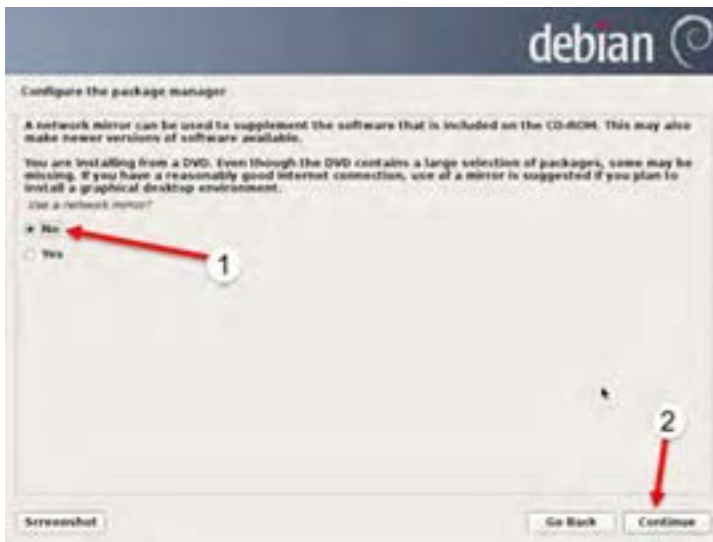 debian
Configure the package manager
A network mirror can be used to supplement the software that is included on the CD-ROM. This may also
make newer versions of software available.
You are installing from a DVD. Even though the DVD contains a large selection of packages, some may be
missing. If you have a reasonably good Internet connection, use of a mirror is suggested if you plan to
install a graphical desktop environment.
Use a network mirror?
No
Yes
1
2
Screenshot
Go Back
Continue